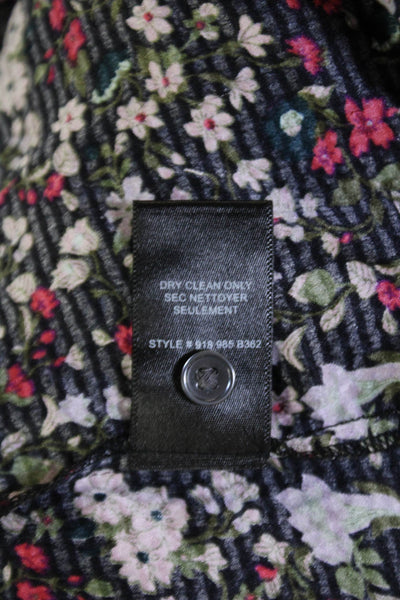 DRY CLEAN ONLY
SEC NETTOYER
SEULEMENT
STYLE # 918 985 B362